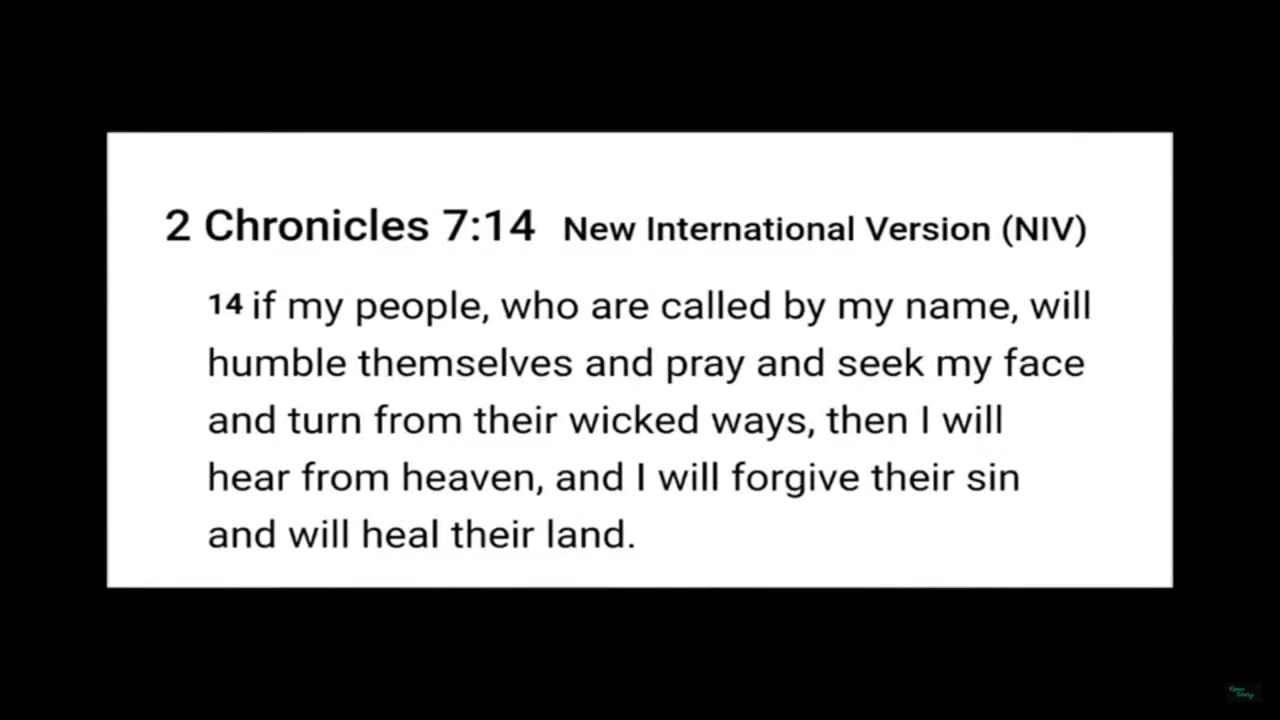 2 Chronicles 7:14 New International Version (NIV)
14 if my people, who are called by my name, will
humble themselves and pray and seek my face
and turn from their wicked ways, then I will
hear from heaven, and I will forgive their sin
and will heal their land.